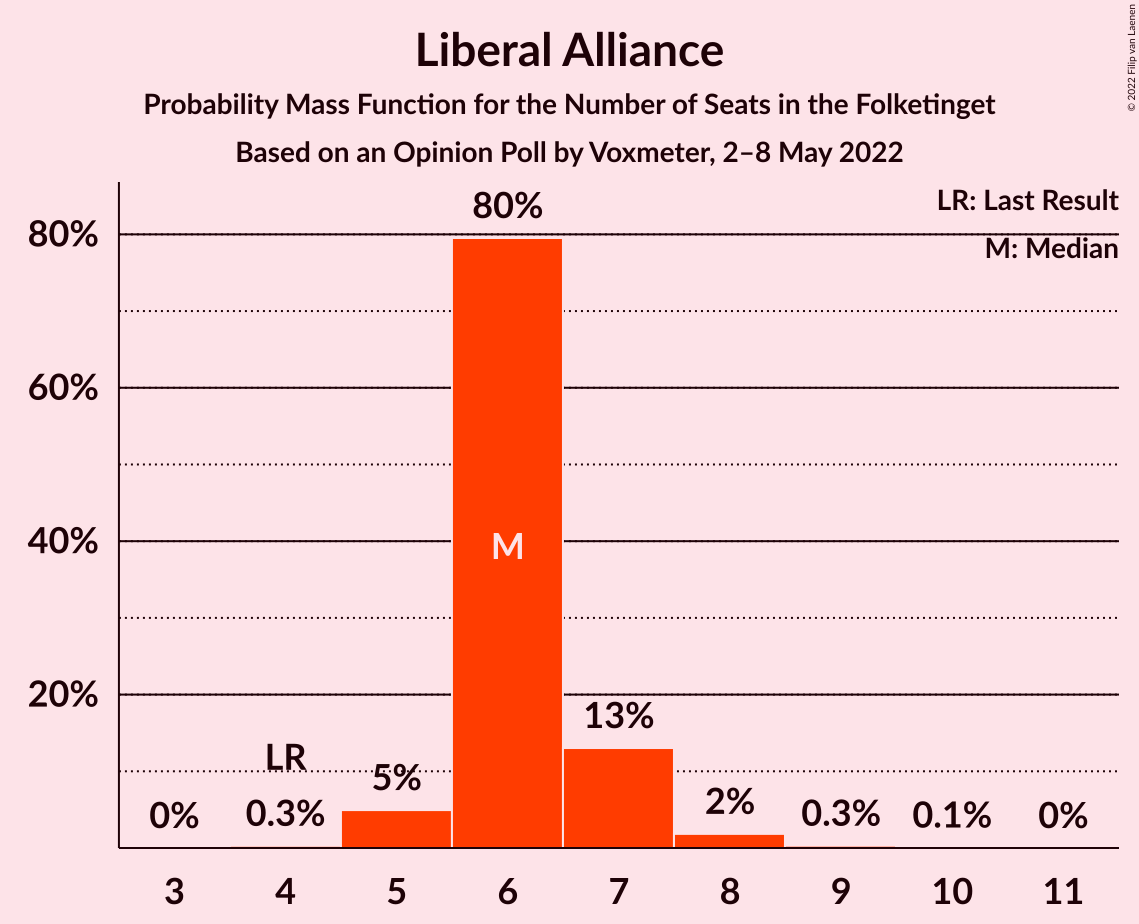 Liberal Alliance
Probability Mass Function for the Number of Seats in the Folketinget
Based on an Opinion Poll by Voxmeter, 2–8 May 2022
© 2022 Filip van Laenen
LR: Last Result
M: Median
80%
60%
40%
20%
0%
LR
0.3%
5%
80%
M
13%
2%
0.3%
0.1%
0%
3 4 5 6 7 8 9 10 11